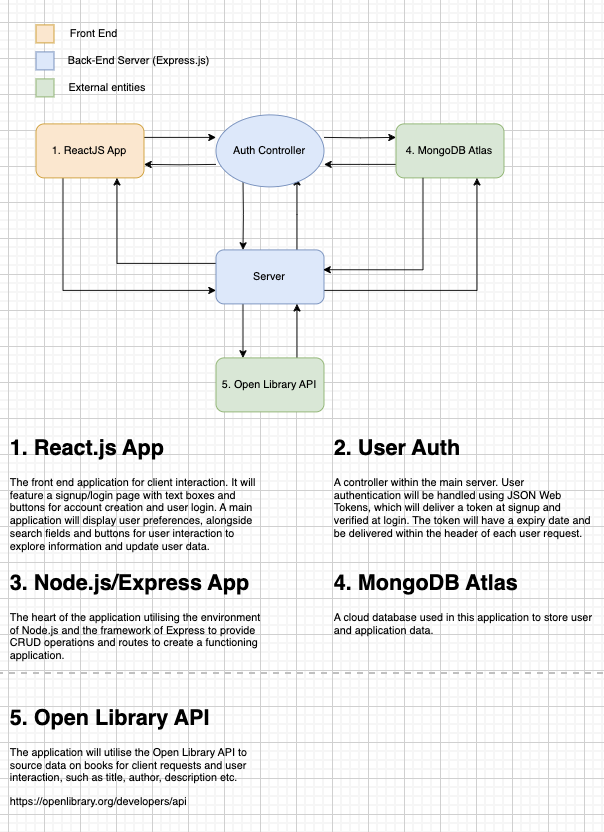 Front End
Back-End Server (Express.js)
External entities
1. ReactJS App
Auth Controller
4. MongoDB Atlas
Server
5. Open Library API
1. React.js App
The front end application for client interaction. It will
feature a signup/login page with text boxes and
buttons for account creation and user login. A main
application will display user preferences, alongside
search fields and buttons for user interaction to
explore information and update user data.
2. User Auth
A controller within the main server. User
authentication will be handled using JSON Web
Tokens, which will deliver a token at signup and
verified at login. The token will have a expiry date and
be delivered within the header of each user request.
3. Node.js/Express App
The heart of the application utilising the environment
of Node.js and the framework of Express to provide
CRUD operations and routes to create a functioning
application.
4. MongoDB Atlas
A cloud database used in this application to store user
and application data.
5. Open Library API
The application will utilise the Open Library API to
source data on books for client requests and user
interaction, such as title, author, description etc.
https://openlibrary.org/developers/api